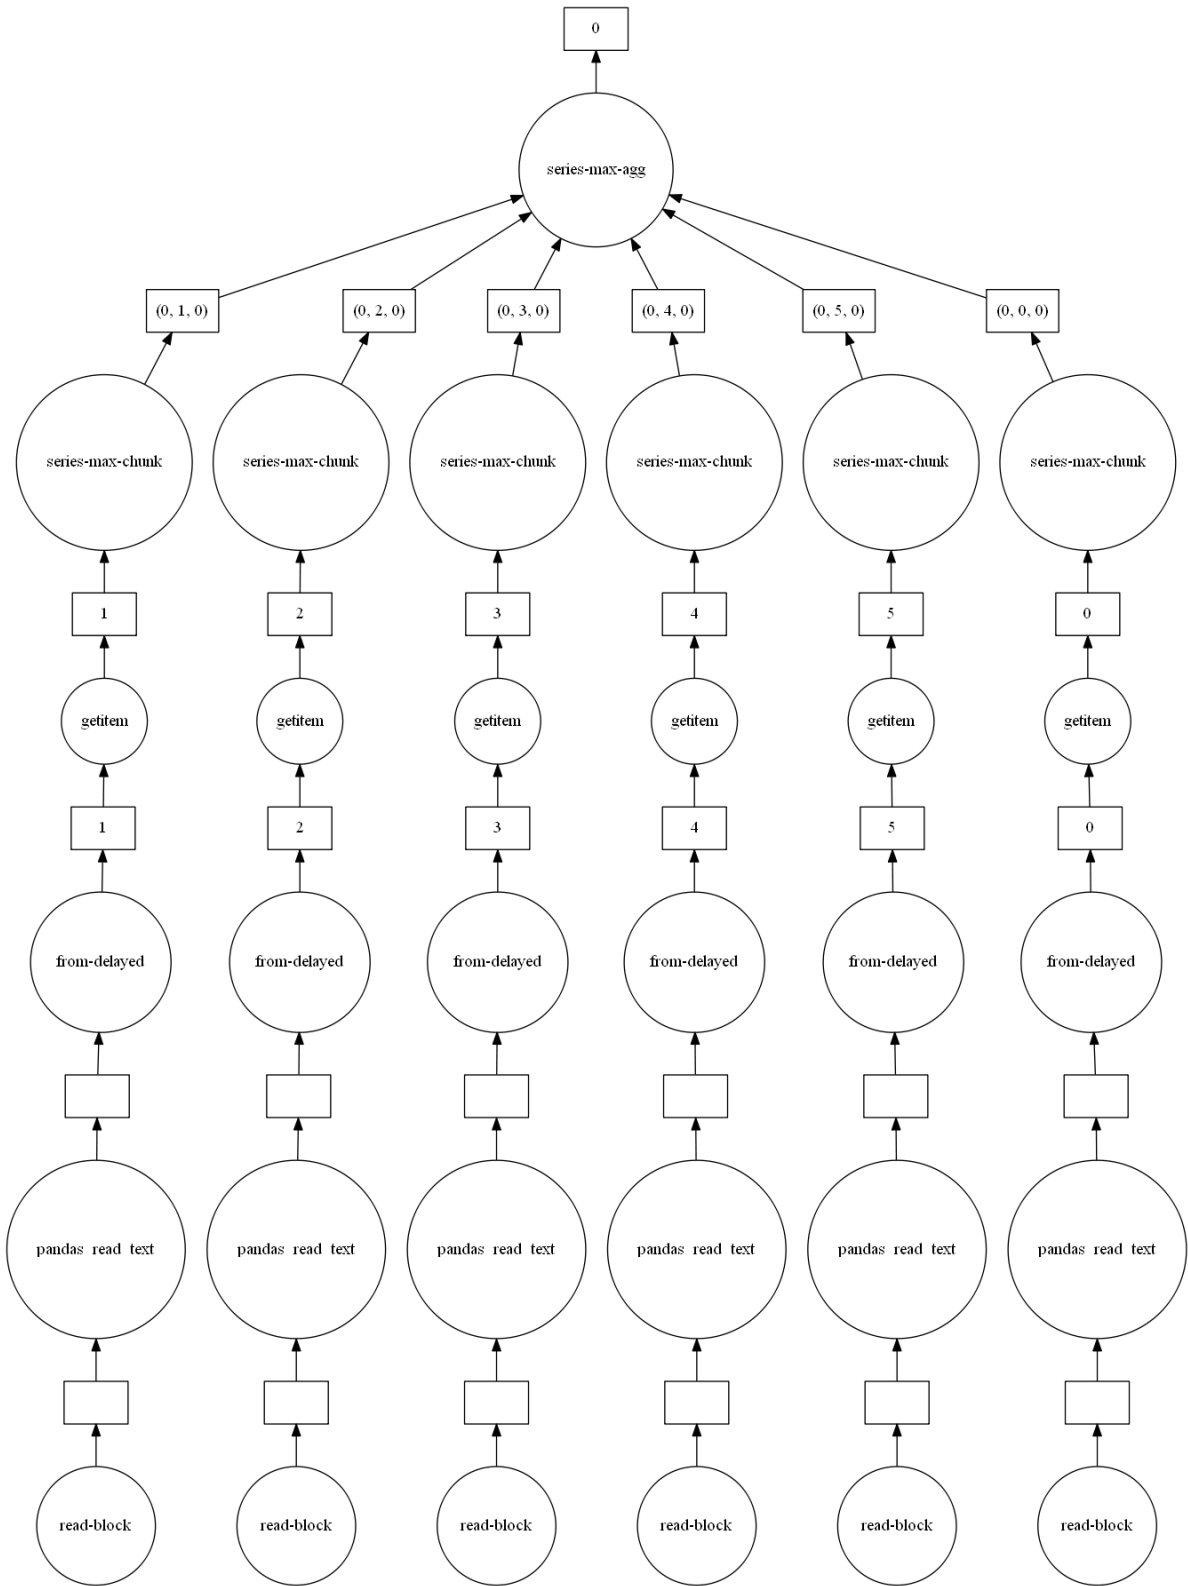 0
series-max-agg
(0, 1, 0) (0, 2, 0) (0, 3, 0) (0, 4, 0) (0, 5, 0) (0, 0, 0)
series-max-chunk series-max-chunk series-max-chunk series-max-chunk series-max-chunk series-max-chunk
1 2 3 4 5 0
getitem getitem getitem getitem getitem getitem
1 2 3 4 5 0
from-delayed from-delayed from-delayed from-delayed from-delayed from-delayed
pandas read text pandas read text pandas read text pandas read text pandas read text pandas read text
read-block read-block read-block read-block read-block read-block